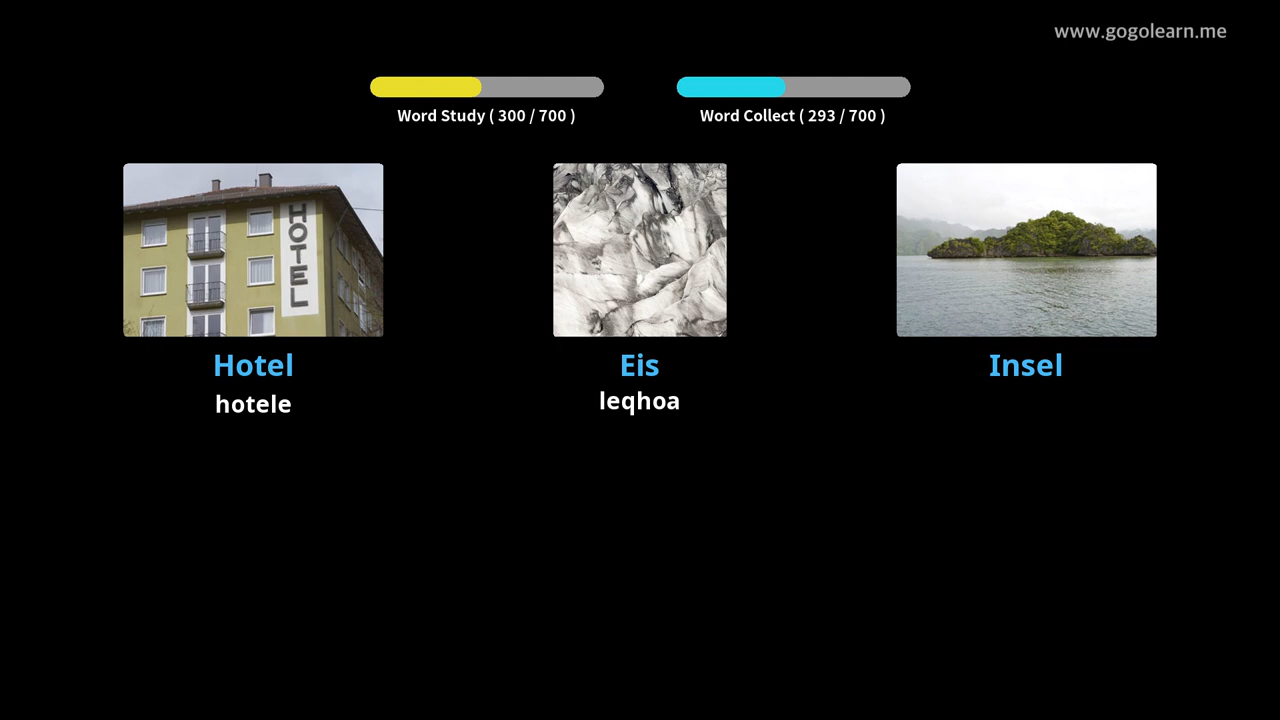 www.gogolearn.me
Word Study ( 300 / 700 )
Word Collect ( 293 / 700 )
HOTEL
Hotel
Eis
Insel
hotele
leqhoa